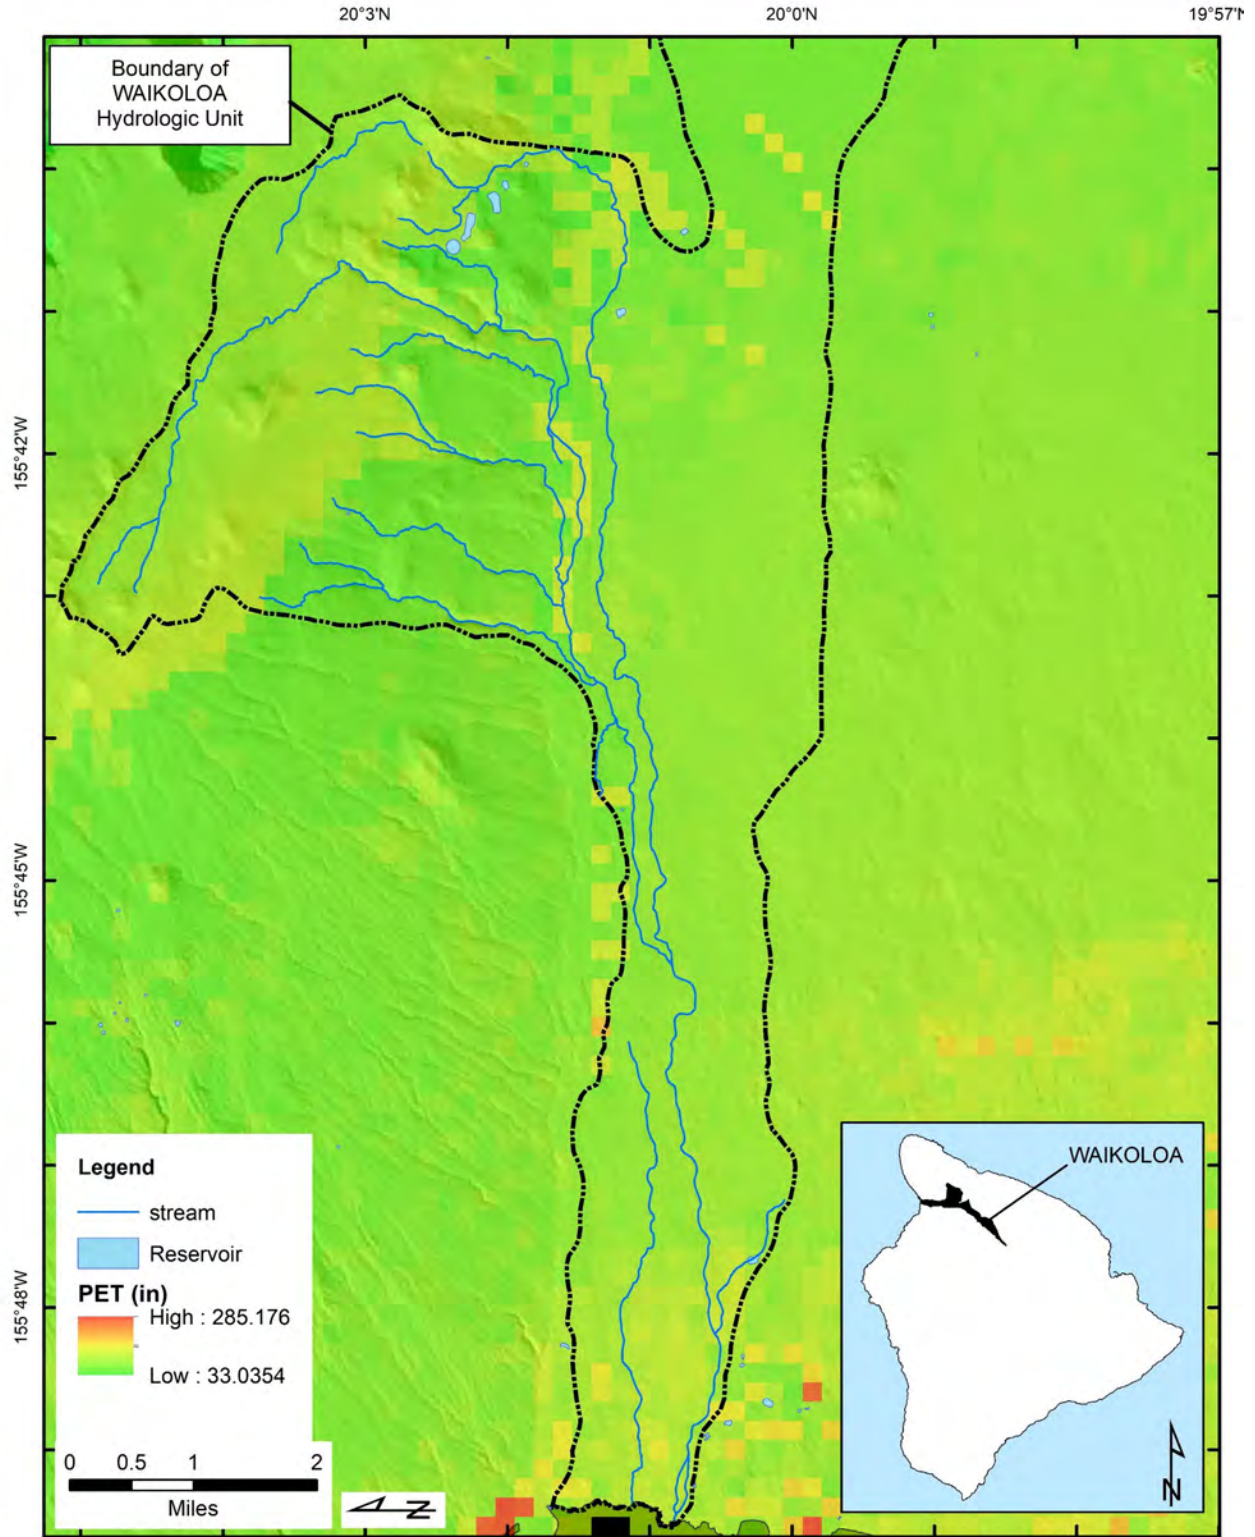 20°3'N
20°0'N
19°57'N
Boundary of
WAIKOLOA
Hydrologic Unit
155°42'W
155°45'W
155°48'W
WAIKOLOA
N
Legend
stream
Reservoir
PET (in)
High : 285.176
Low : 33.0354
0 0.5 1 2
Miles
N